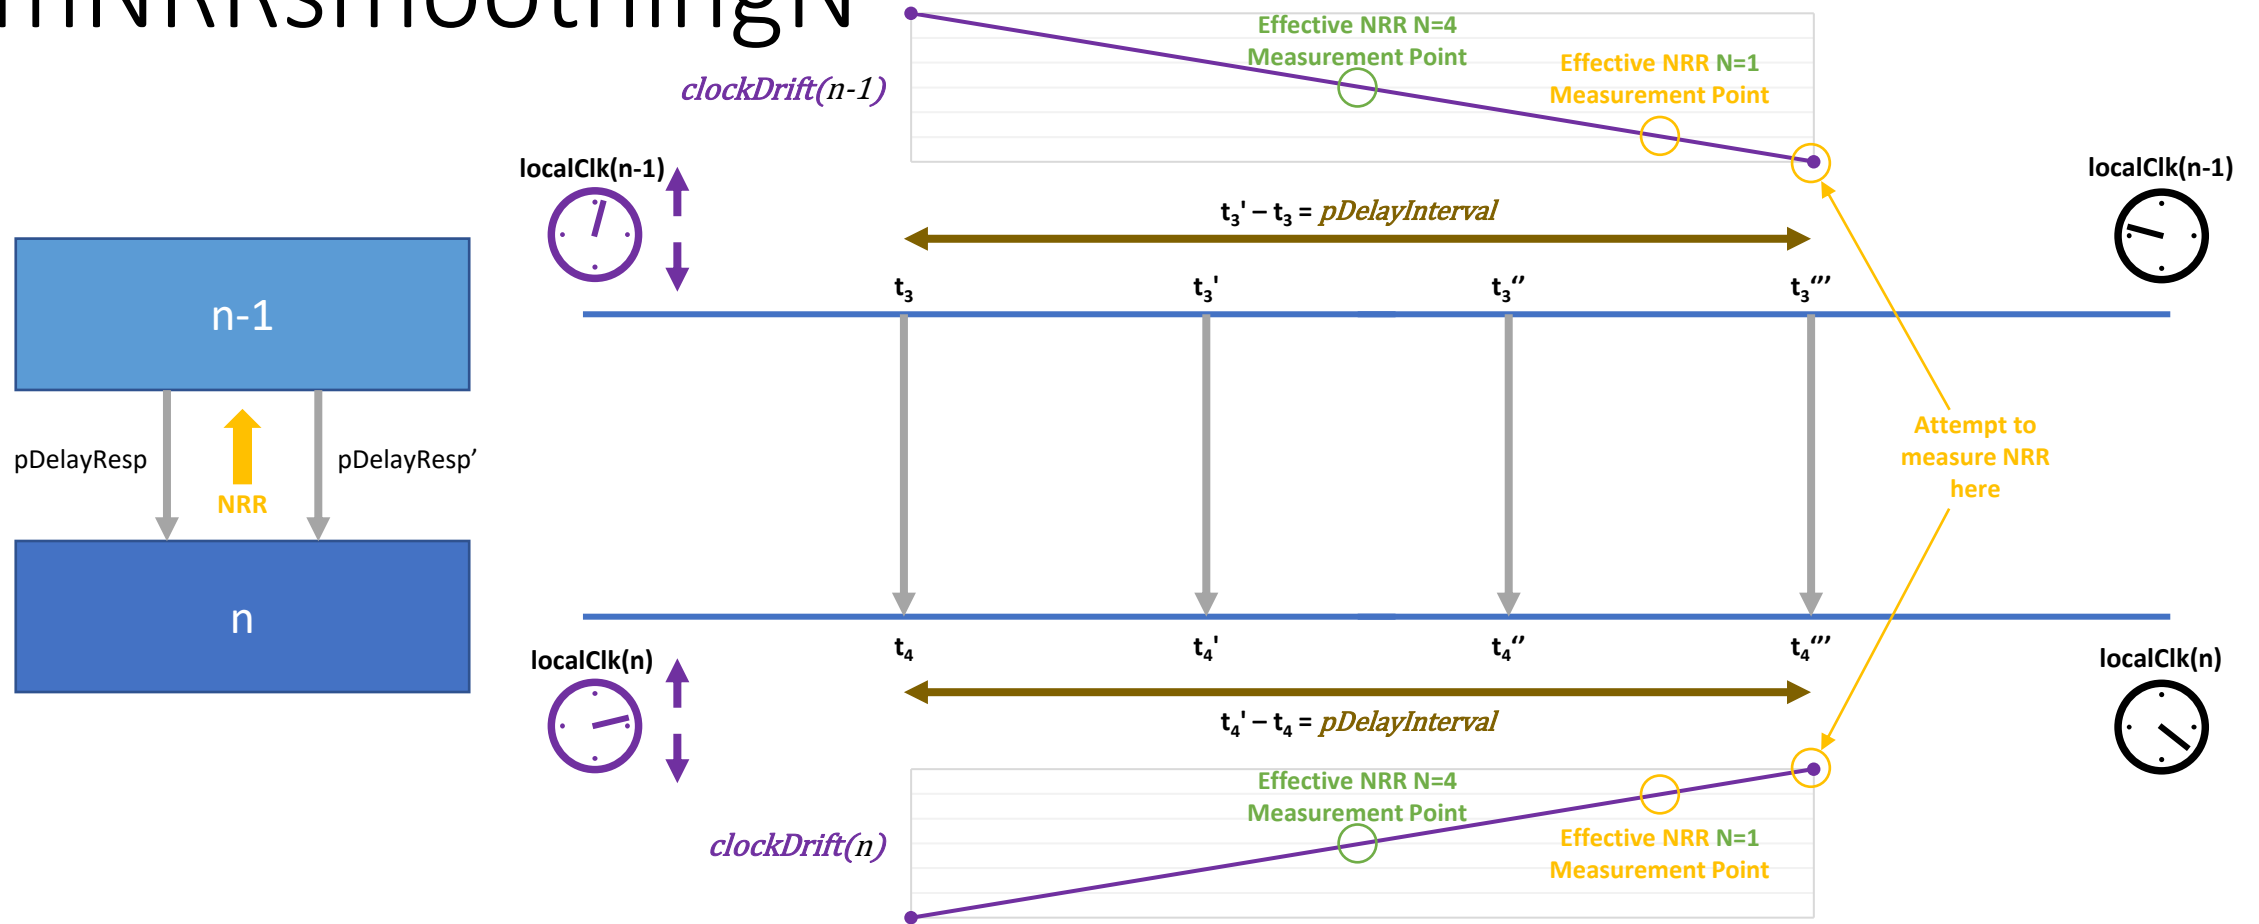 mNRRsmoothingN
Effective NRR N=4
Measurement Point
Effective NRR N=1
Measurement Point
clockDrift(n-1)
localClk(n-1)
localClk(n-1)
t3' – t3 = pDelayInterval
t3
t3'
t3‘’
t3‘’’
n-1
pDelayResp
NRR
pDelayResp’
Attempt to
measure NRR
here
n
t4
t4'
t4‘’
t4‘’’
localClk(n)
localClk(n)
t4' – t4 = pDelayInterval
Effective NRR N=4
Measurement Point
clockDrift(n)
Effective NRR N=1
Measurement Point